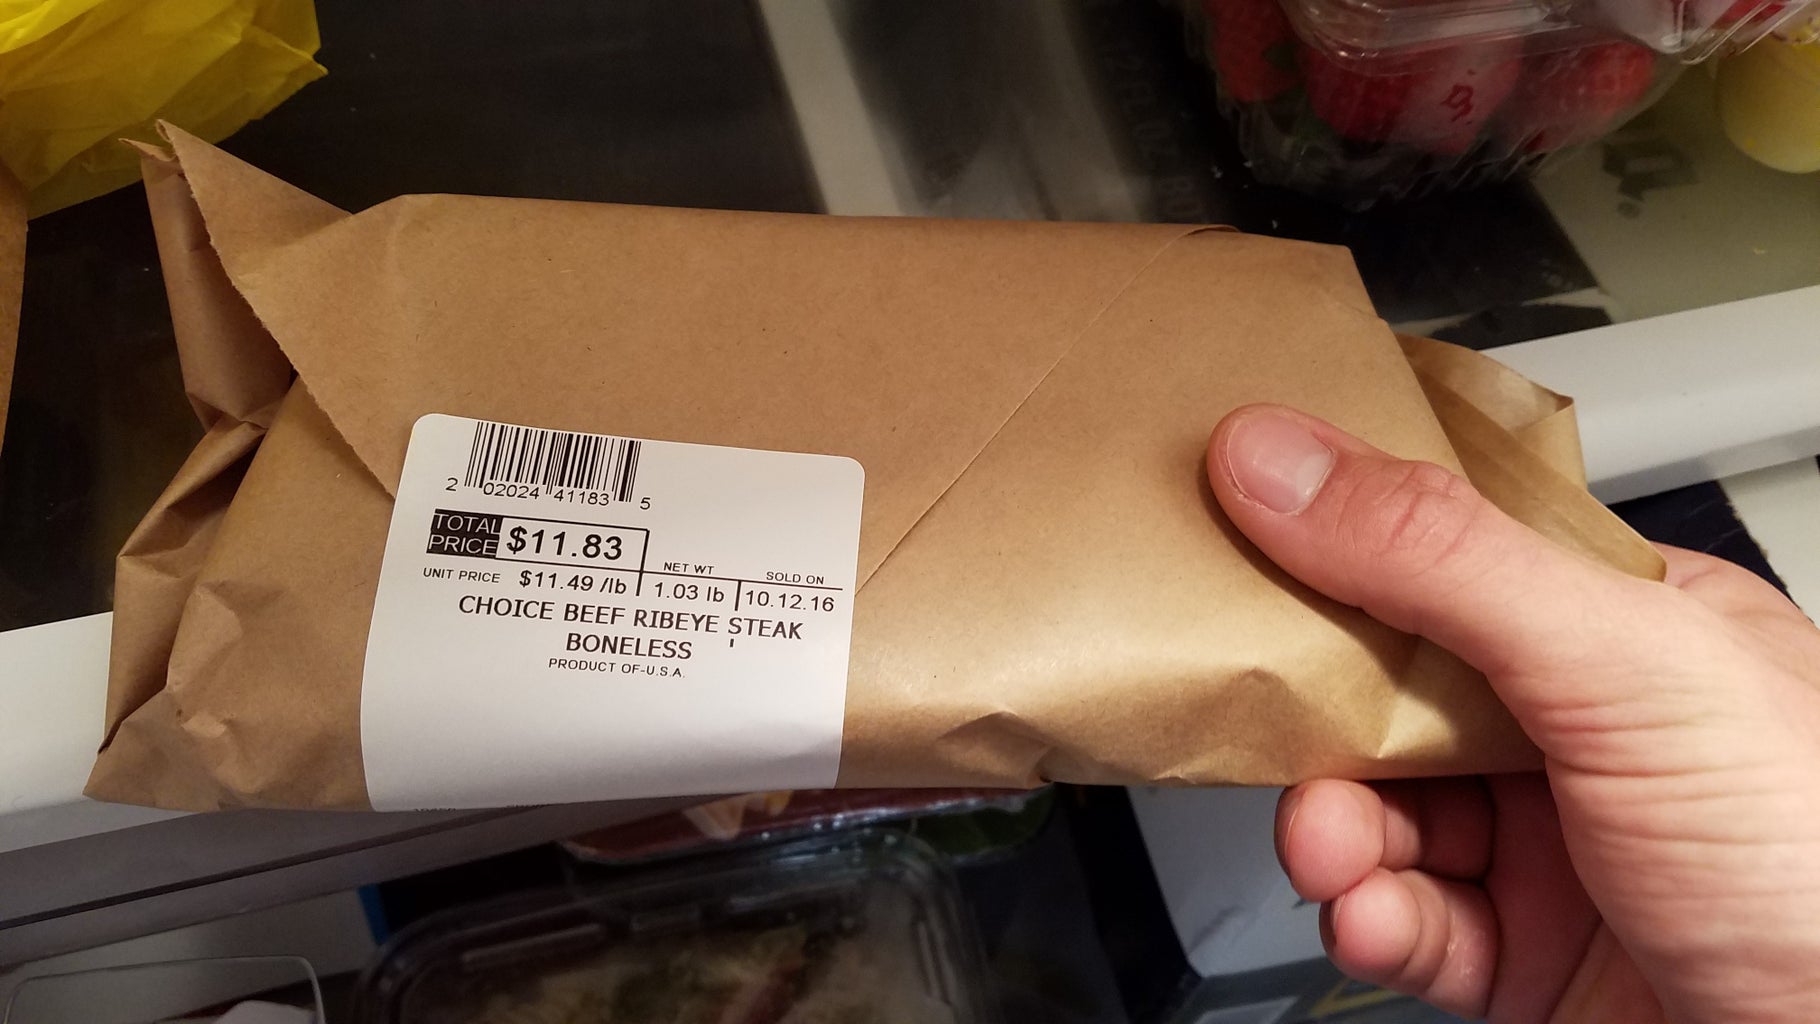 2 02024 41183 5
TOTAL PRICE $11.83
UNIT PRICE $11.49 /lb
NET WT 1.03 lb
SOLD ON 10.12.16
CHOICE BEEF RIBEYE STEAK
BONELESS
PRODUCT OF-U.S.A.